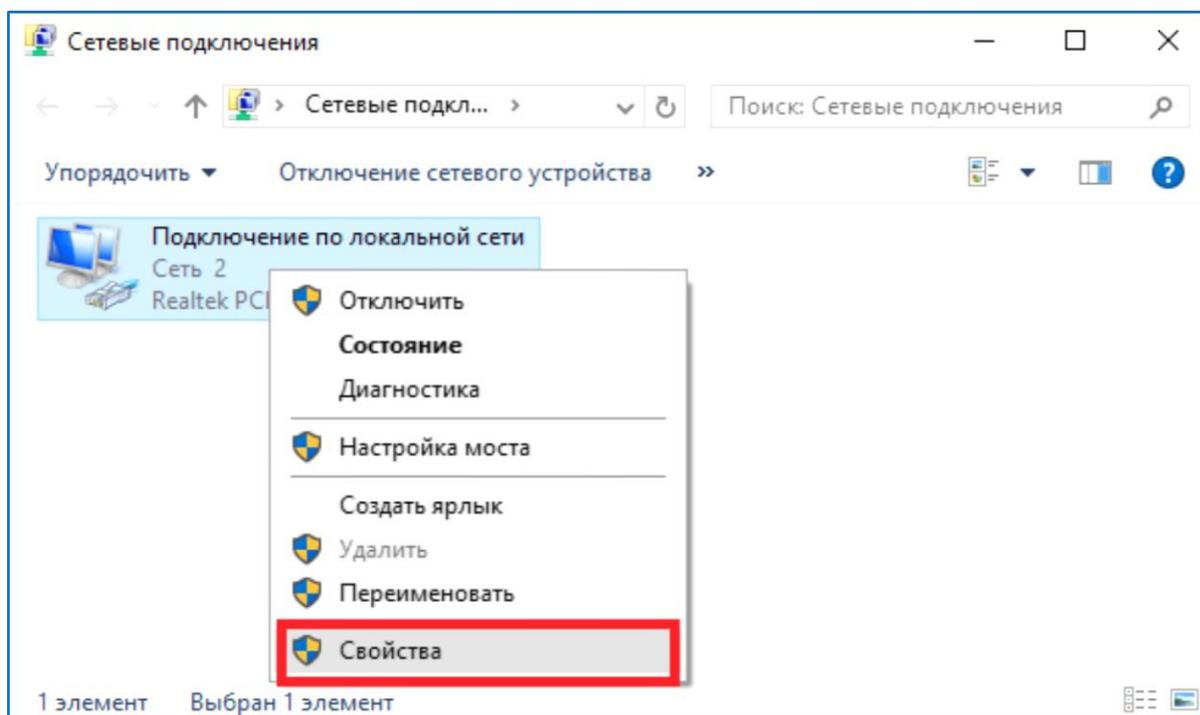 Сетевые подключения
Сетевые подкл...
Поиск: Сетевые подключения
Упорядочить
Отключение сетевого устройства
»
Подключение по локальной сети
Сеть 2
Realtek PCI
Отключить
Состояние
Диагностика
Настройка моста
Создать ярлык
Удалить
Переименовать
Свойства
1 элемент
Выбран 1 элемент